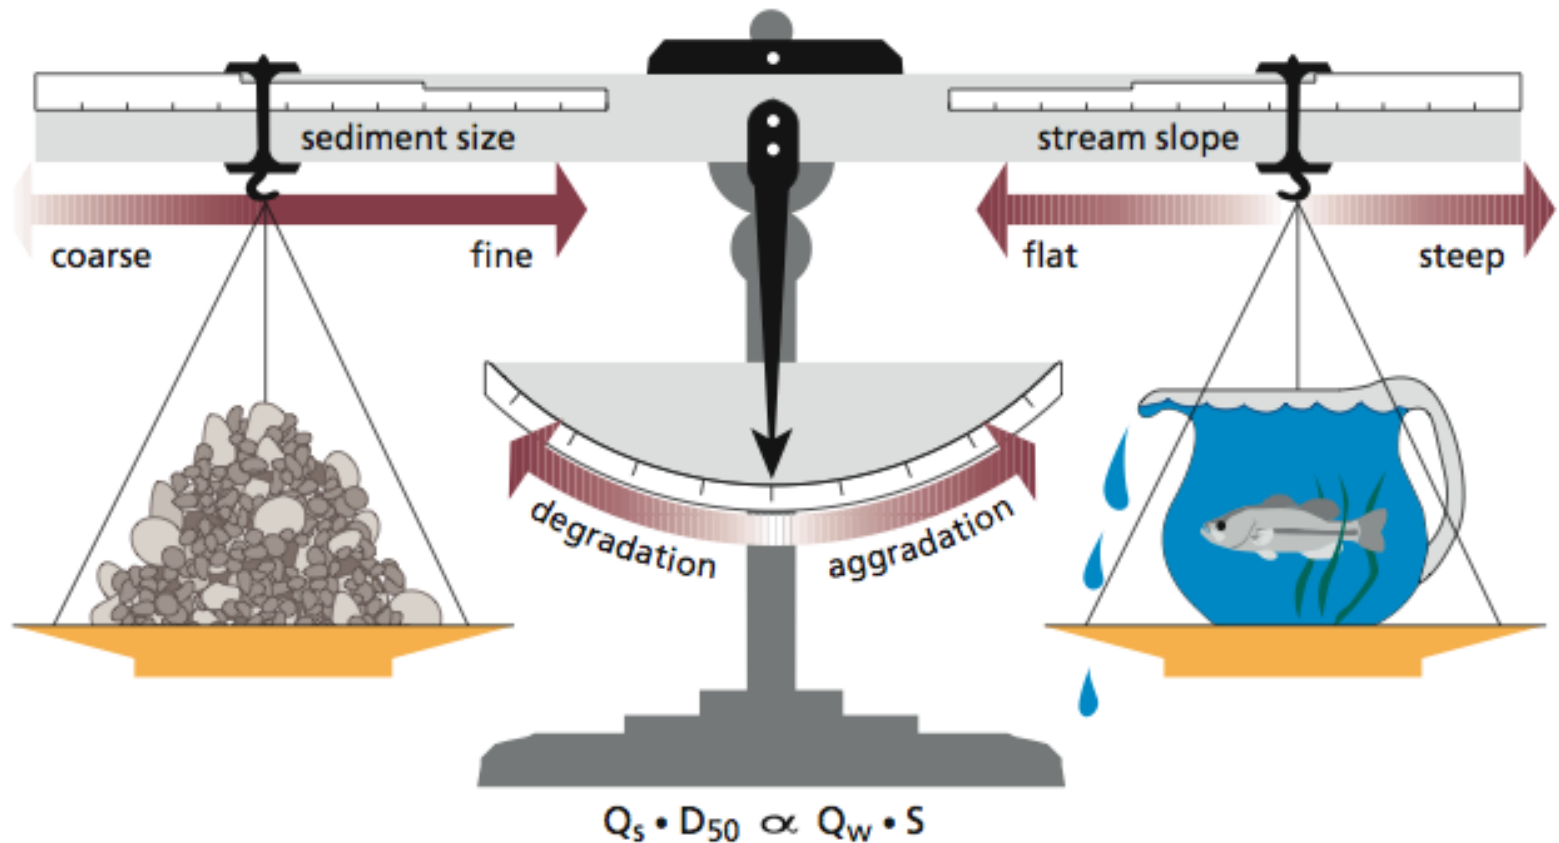 sediment size
stream slope
coarse
fine
flat
steep
degradation
aggradation
Qs • D50 ∝ Qw • S